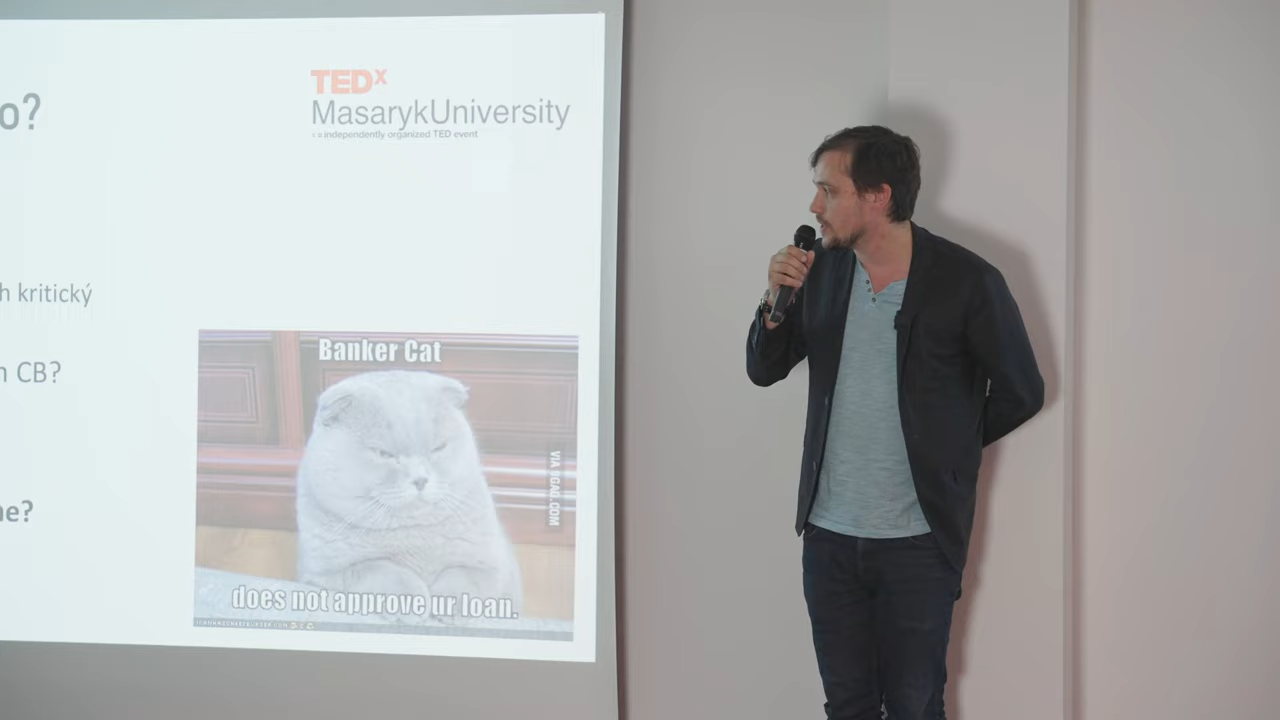 o?
TEDx
MasarykUniversity
independently organized TED event
h kritický
n CB?
ne?
Banker Cat
VIA 9GAG.COM
does not approve ur loan.